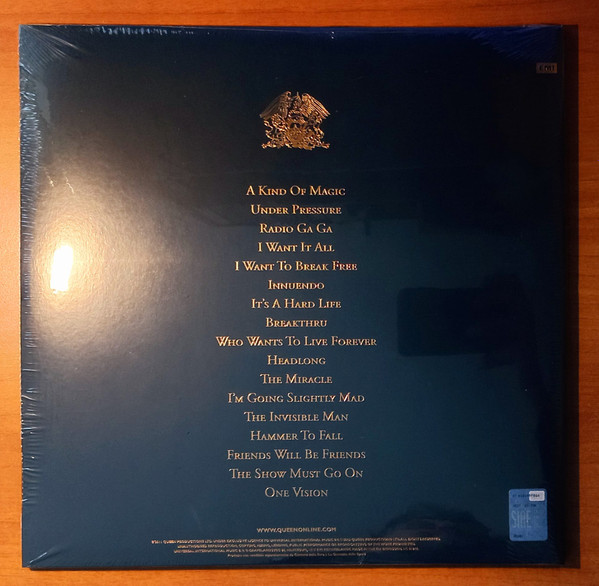 A Kind Of Magic
Under Pressure
Radio Ga Ga
I Want It All
I Want To Break Free
Innuendo
It's A Hard Life
Breakthru
Who Wants To Live Forever
Headlong
The Miracle
I'm Going Slightly Mad
The Invisible Man
Hammer To Fall
Friends Will Be Friends
The Show Must Go On
One Vision
www.queenonline.com